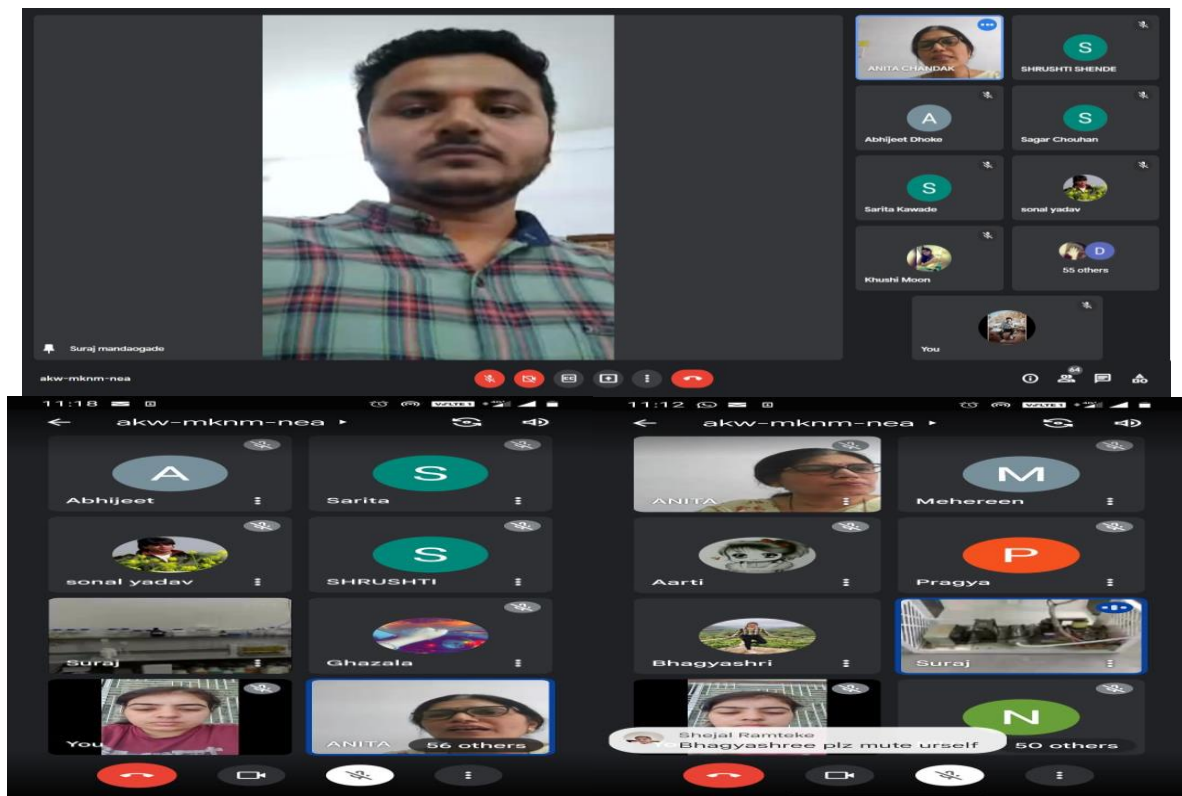 ANITA CHANDAK
S
SHRUSHTI SHENDE
A
Abhijeet Dhoke
S
Sagar Chouhan
S
Sarita Kawade
sonal yadav
Khushi Moon
D
55 others
You
Suraj mandaogade
akw-mknm-nea
CC
64
11:18
akw-mknm-nea
A
Abhijeet
S
Sarita
sonal yadav
S
SHRUSHTI
Suraj
Ghazala
You
ANITA
56 others
11:12
akw-mknm-nea
ANITA
M
Mehereen
Aarti
P
Pragya
Bhagyashri
Suraj
N
Shejal Ramteke
Bhagyashree plz mute urself
50 others